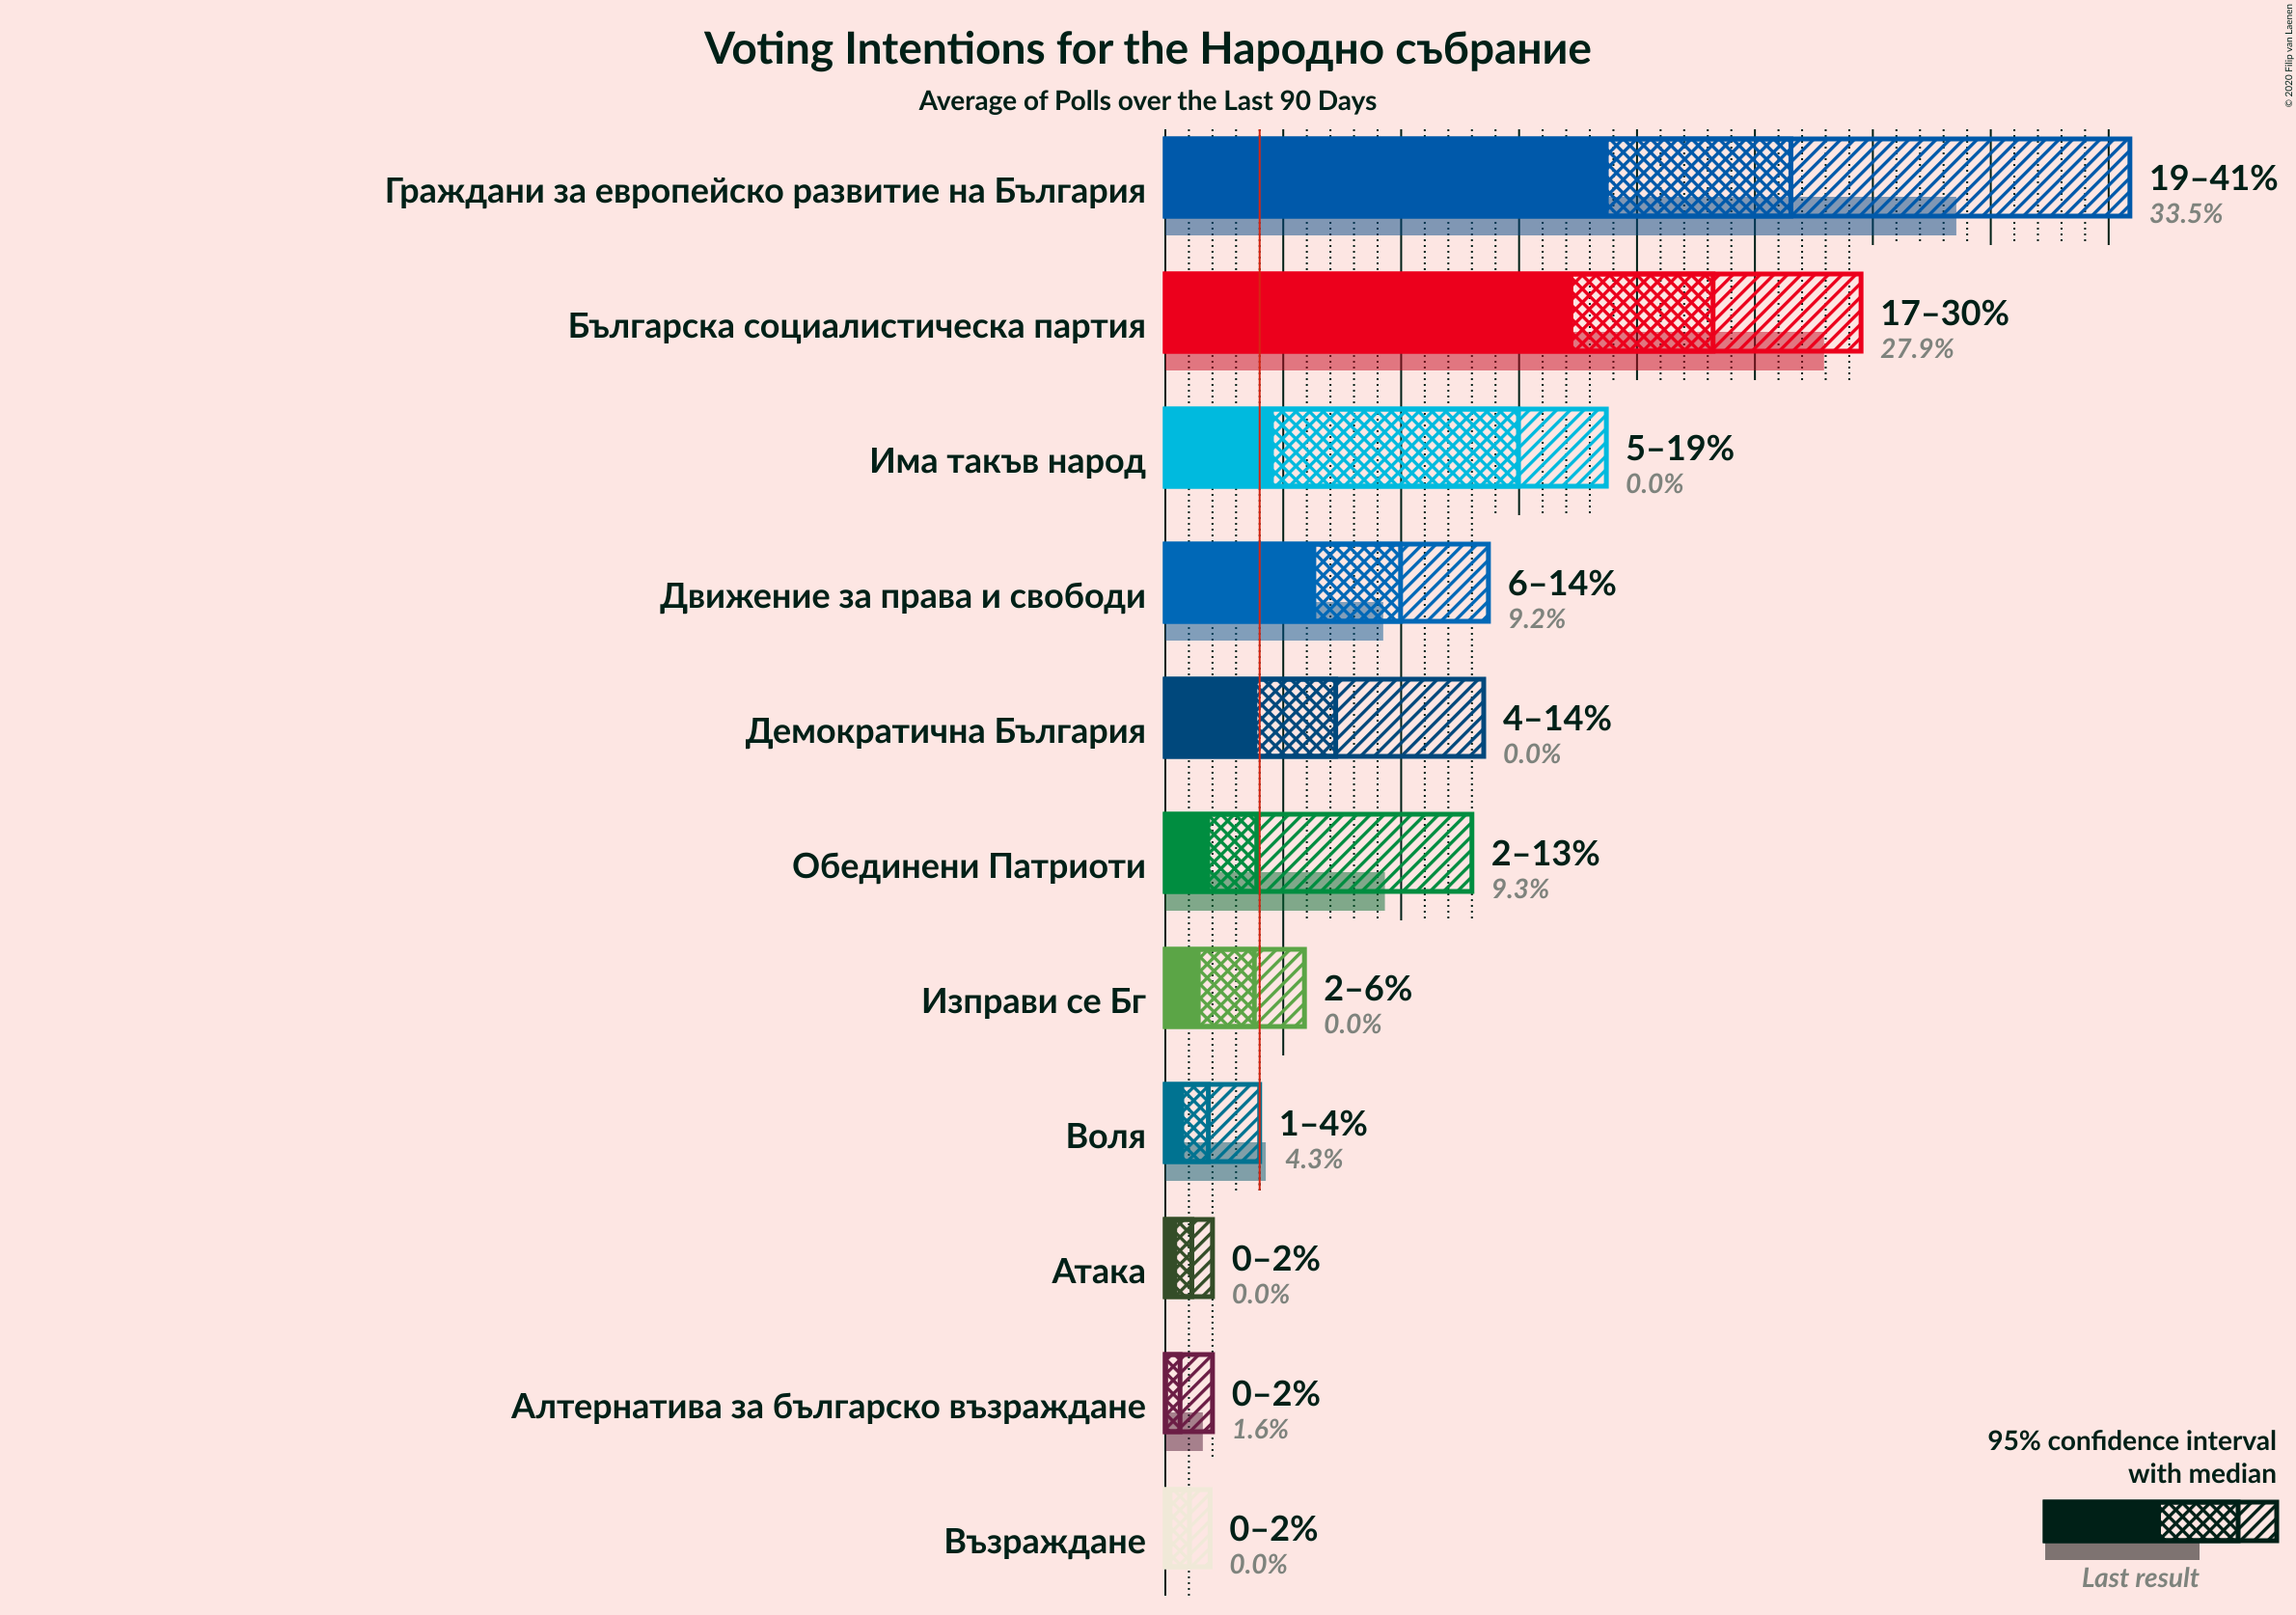 Voting Intentions for the Народно събрание
Average of Polls over the Last 90 Days
© 2020 Filip van Laenen
Граждани за европейско развитие на България
19–41%
33.5%
Българска социалистическа партия
17–30%
27.9%
Има такъв народ
5–19%
0.0%
Движение за права и свободи
6–14%
9.2%
Демократична България
4–14%
0.0%
Обединени Патриоти
2–13%
9.3%
Изправи се Бг
2–6%
0.0%
Воля
1–4%
4.3%
Атака
0–2%
0.0%
Алтернатива за българско възраждане
0–2%
1.6%
Възраждане
0–2%
0.0%
95% confidence interval
with median
Last result